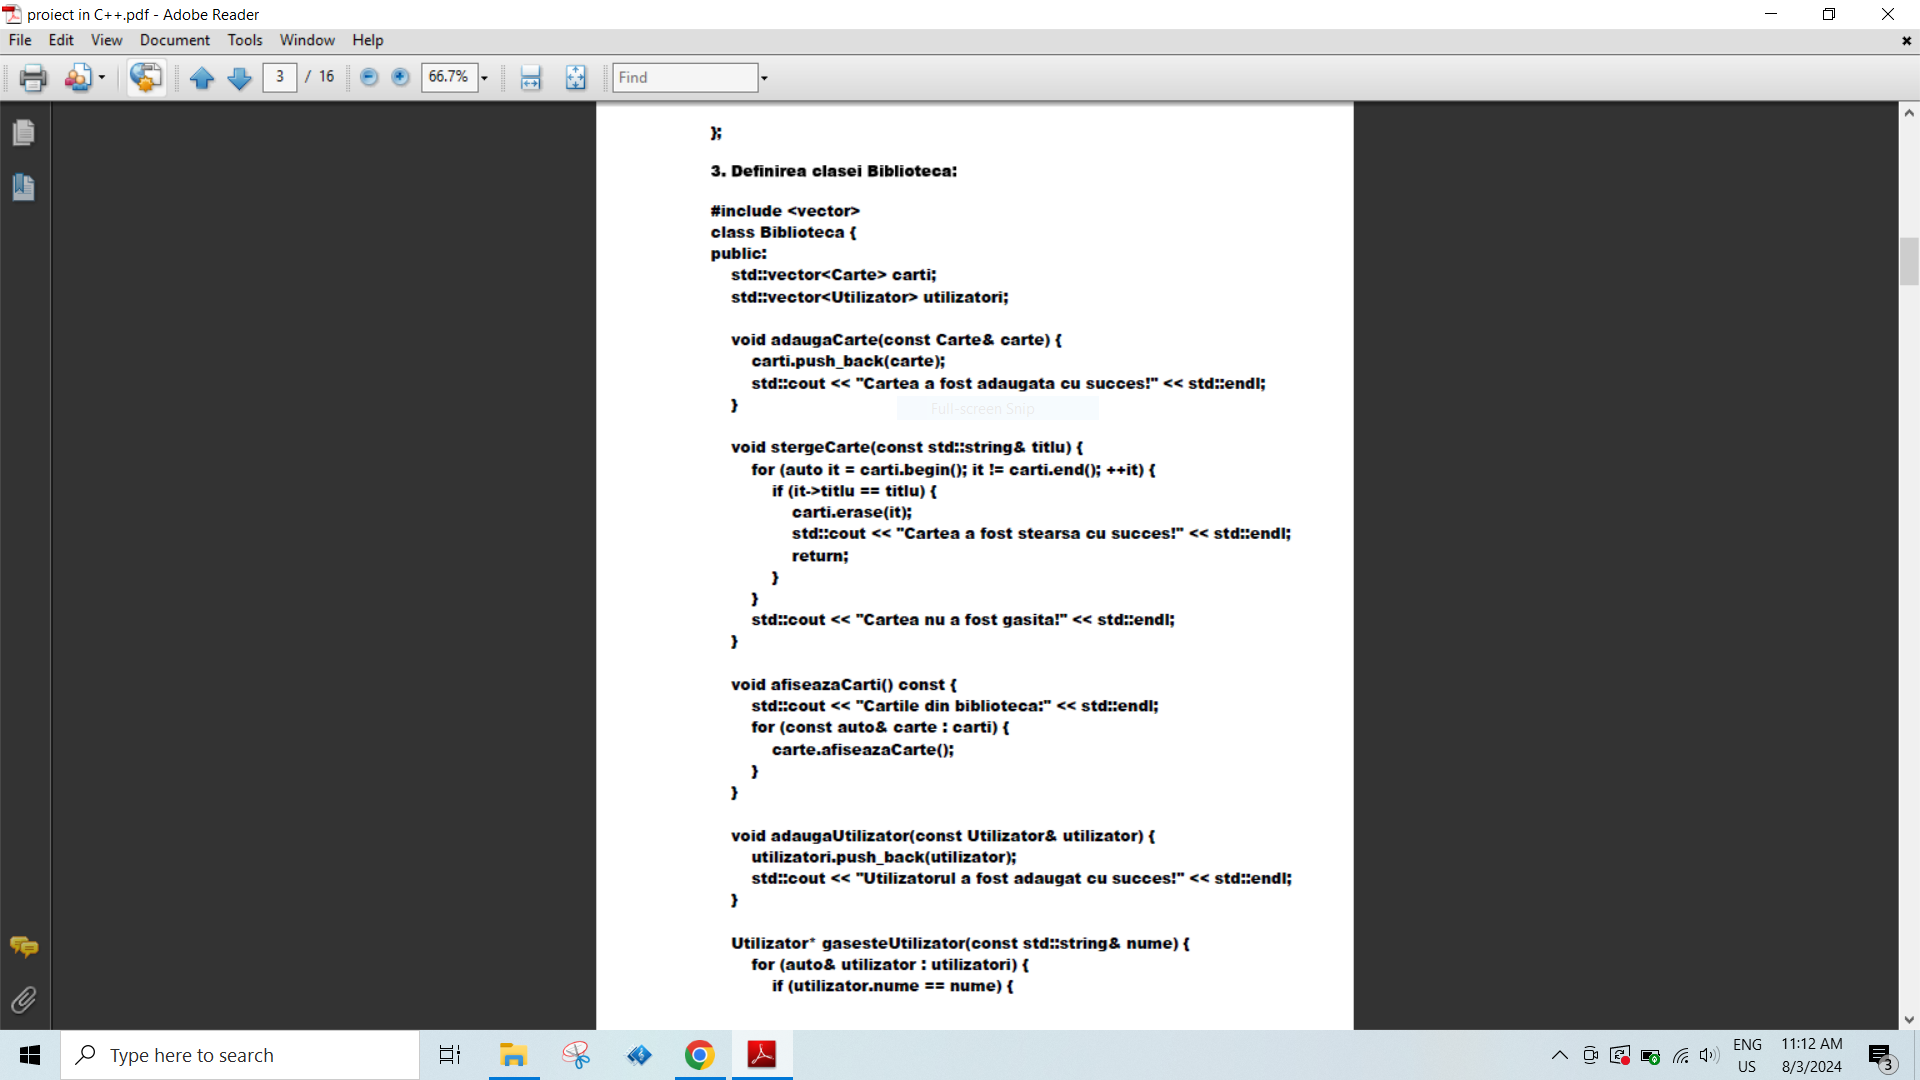 proiect in C++.pdf - Adobe Reader
File Edit View Document Tools Window Help
3 / 16 66.7% Find
};
3. Definirea clasei Biblioteca:
#include <vector>
class Biblioteca {
public:
std::vector<Carte> carti;
std::vector<Utilizator> utilizatori;
void adaugaCarte(const Carte& carte) {
carti.push_back(carte);
std::cout << "Cartea a fost adaugata cu succes!" << std::endl;
}
Full-screen Snip
void stergeCarte(const std::string& titlu) {
for (auto it = carti.begin(); it != carti.end(); ++it) {
if (it->titlu == titlu) {
carti.erase(it);
std::cout << "Cartea a fost stearsa cu succes!" << std::endl;
return;
}
}
std::cout << "Cartea nu a fost gasita!" << std::endl;
}
void afiseazaCarti() const {
std::cout << "Cartile din biblioteca:" << std::endl;
for (const auto& carte : carti) {
carte.afiseazaCarte();
}
}
void adaugaUtilizator(const Utilizator& utilizator) {
utilizatori.push_back(utilizator);
std::cout << "Utilizatorul a fost adaugat cu succes!" << std::endl;
}
Utilizator* gasesteUtilizator(const std::string& nume) {
for (auto& utilizator : utilizatori) {
if (utilizator.nume == nume) {
Type here to search
ENG
US
11:12 AM
8/3/2024
3